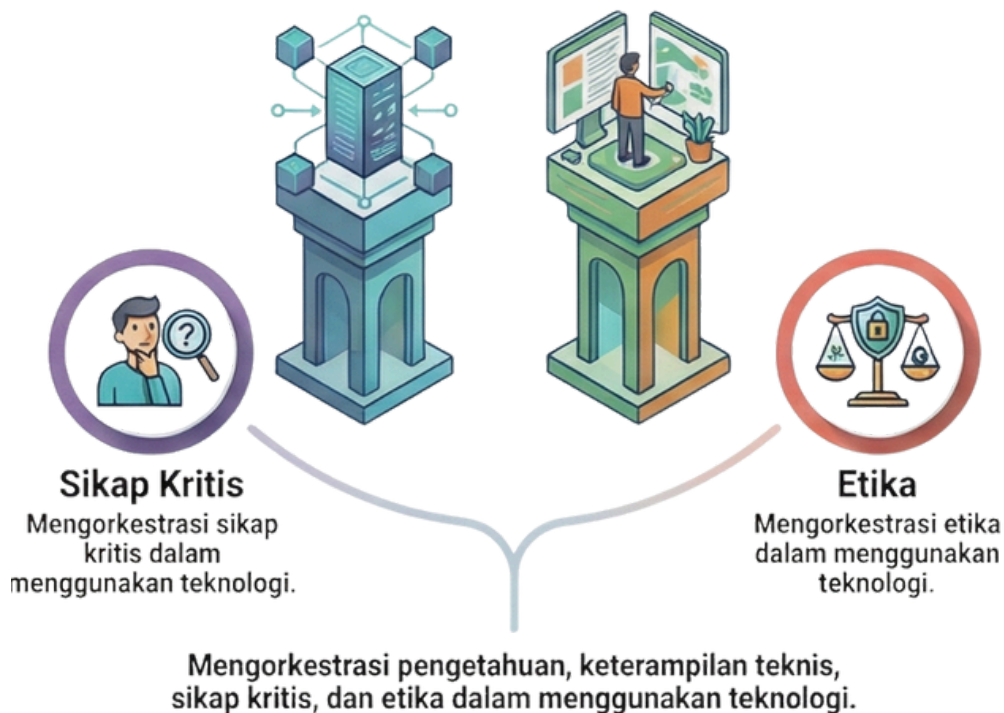 ?
Sikap Kritis
Mengorkestrasi sikap
kritis dalam
menggunakan teknologi.
Etika
Mengorkestrasi etika
dalam menggunakan
teknologi.
Mengorkestrasi pengetahuan, keterampilan teknis,
sikap kritis, dan etika dalam menggunakan teknologi.